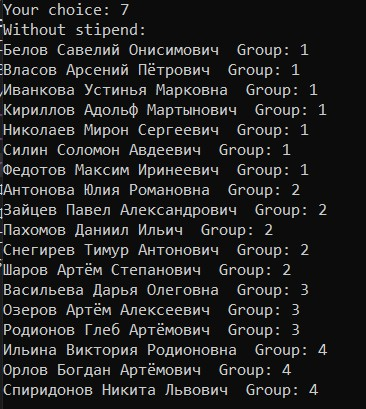 Your choice: 7
Without stipend:
Белов Савелий Онисимович  Group: 1
Власов Арсений Пётрович  Group: 1
Иванкова Устинья Марковна  Group: 1
Кириллов Адольф Мартынович  Group: 1
Николаев Мирон Сергеевич  Group: 1
Силин Соломон Авдеевич  Group: 1
Федотов Максим Иринеевич  Group: 1
Антонова Юлия Романовна  Group: 2
Зайцев Павел Александрович  Group: 2
Пахомов Даниил Ильич  Group: 2
Снегирев Тимур Антонович  Group: 2
Шаров Артём Степанович  Group: 2
Васильева Дарья Олеговна  Group: 3
Озеров Артём Алексеевич  Group: 3
Родионов Глеб Артёмович  Group: 3
Ильина Виктория Родионовна  Group: 4
Орлов Богдан Артёмович  Group: 4
Спиридонов Никита Львович  Group: 4